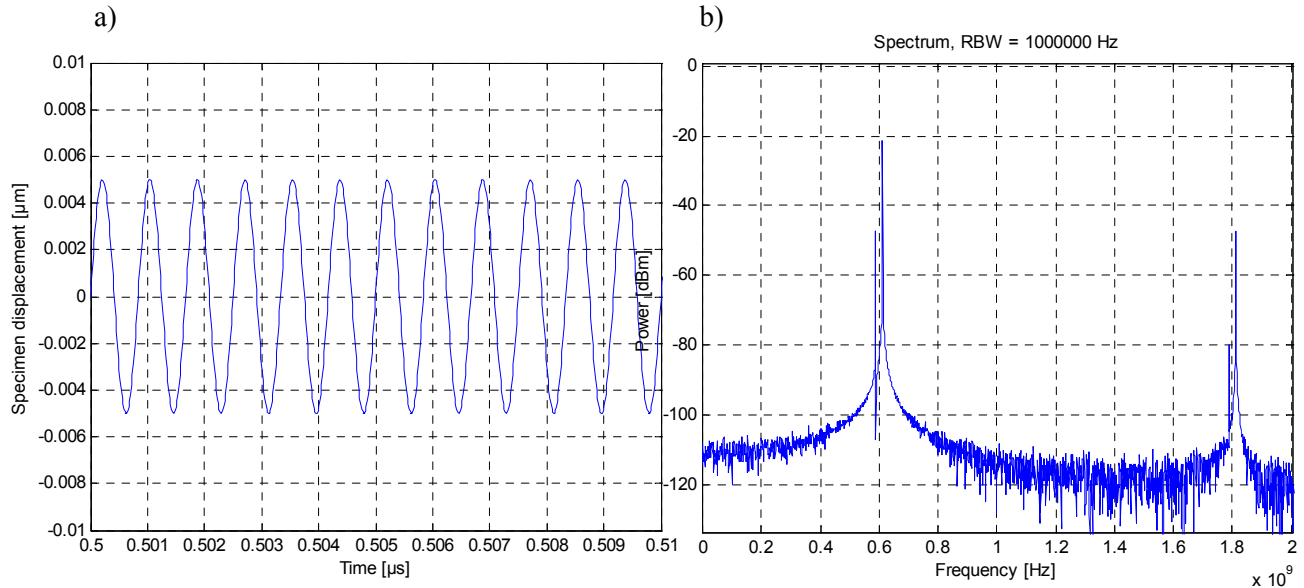 a)
0.01
0.008
0.006
0.004
0.002
0
-0.002
-0.004
-0.006
-0.008
-0.01
Specimen displacement [µm]
0.5 0.501 0.502 0.503 0.504 0.505 0.506 0.507 0.508 0.509 0.51
Time [µs]
b)
Spectrum, RBW = 1000000 Hz
0
-20
-40
-60
-80
-100
-120
Power [dBm]
0 0.2 0.4 0.6 0.8 1 1.2 1.4 1.6 1.8 2
Frequency [Hz]
x 10⁹